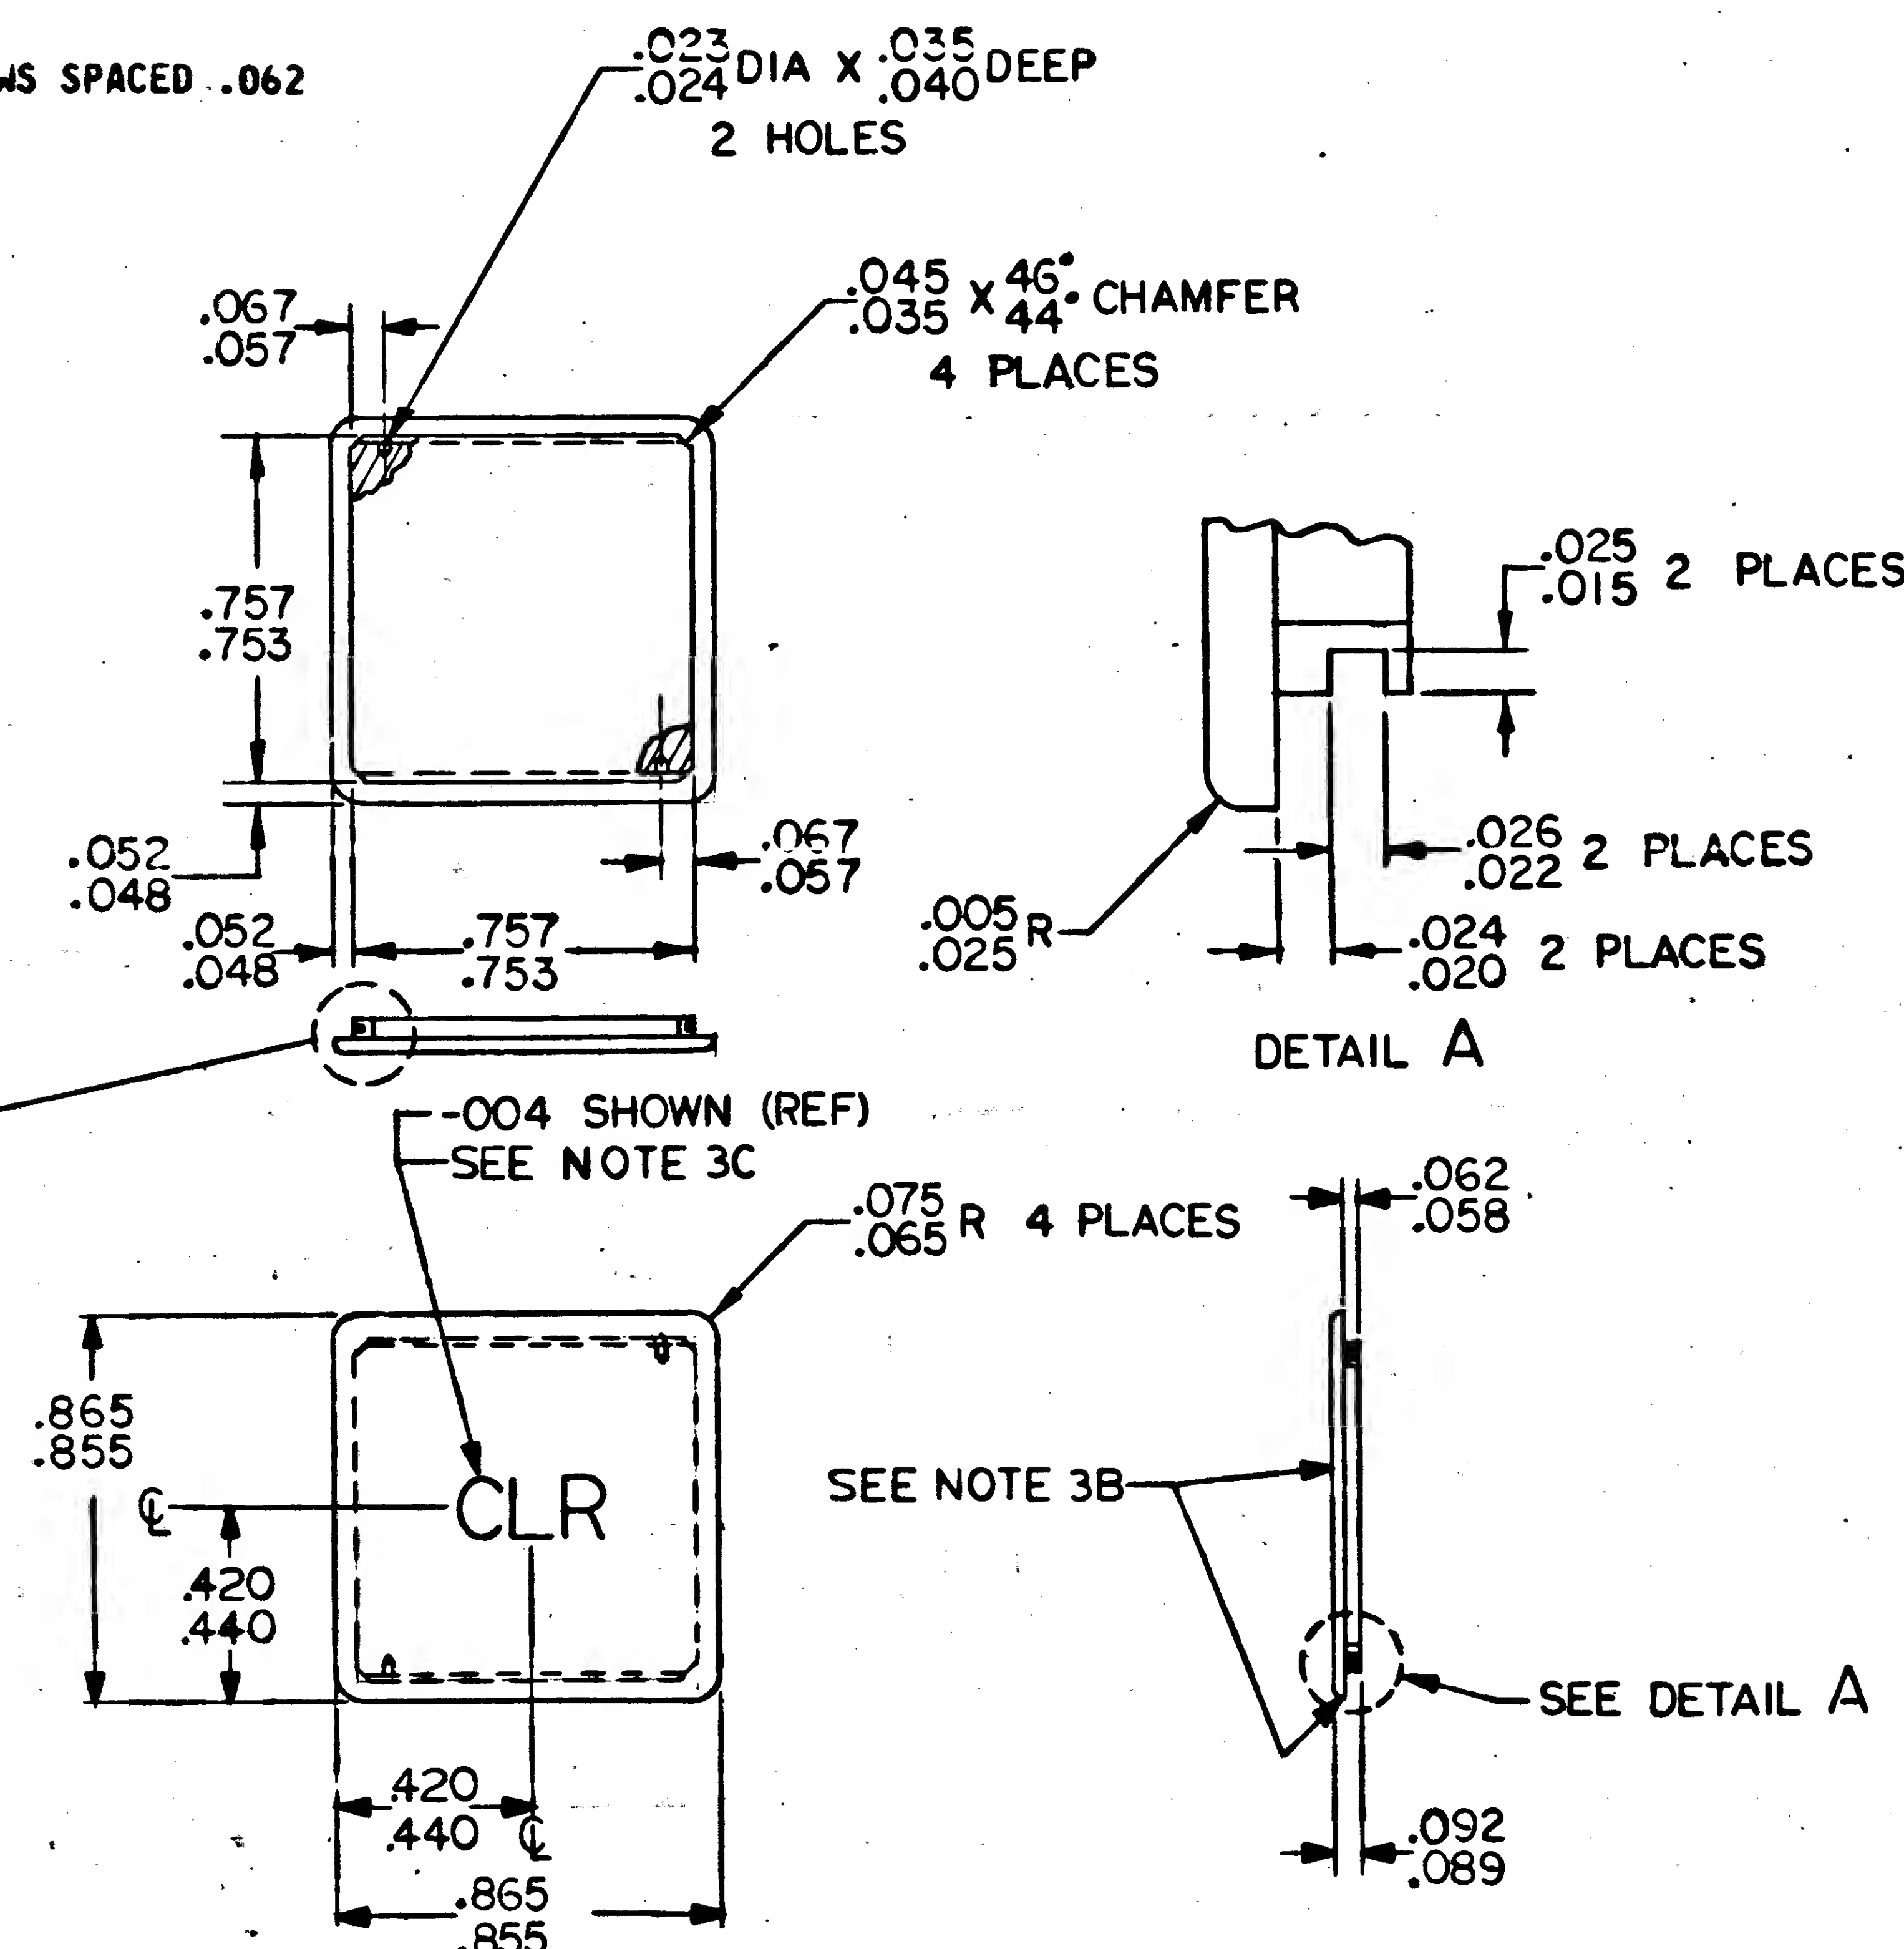 WS SPACED .062
.023 DIA X .035 DEEP
.024 .040
2 HOLES
.045 X 46° CHAMFER
.035 44°
4 PLACES
.067
.057
.757
.753
.052
.048
.052
.048
.757
.753
.067
.057
.025 2 PLACES
.015
.026 2 PLACES
.022
.024 2 PLACES
.020
.005 R
.025
DETAIL A
-004 SHOWN (REF)
SEE NOTE 3C
.075 R 4 PLACES
.065
.062
.058
.865
.855
CLR
℄
.420
.440
SEE NOTE 3B
SEE DETAIL A
.420
.440 ℄
.865
.855
.092
.089